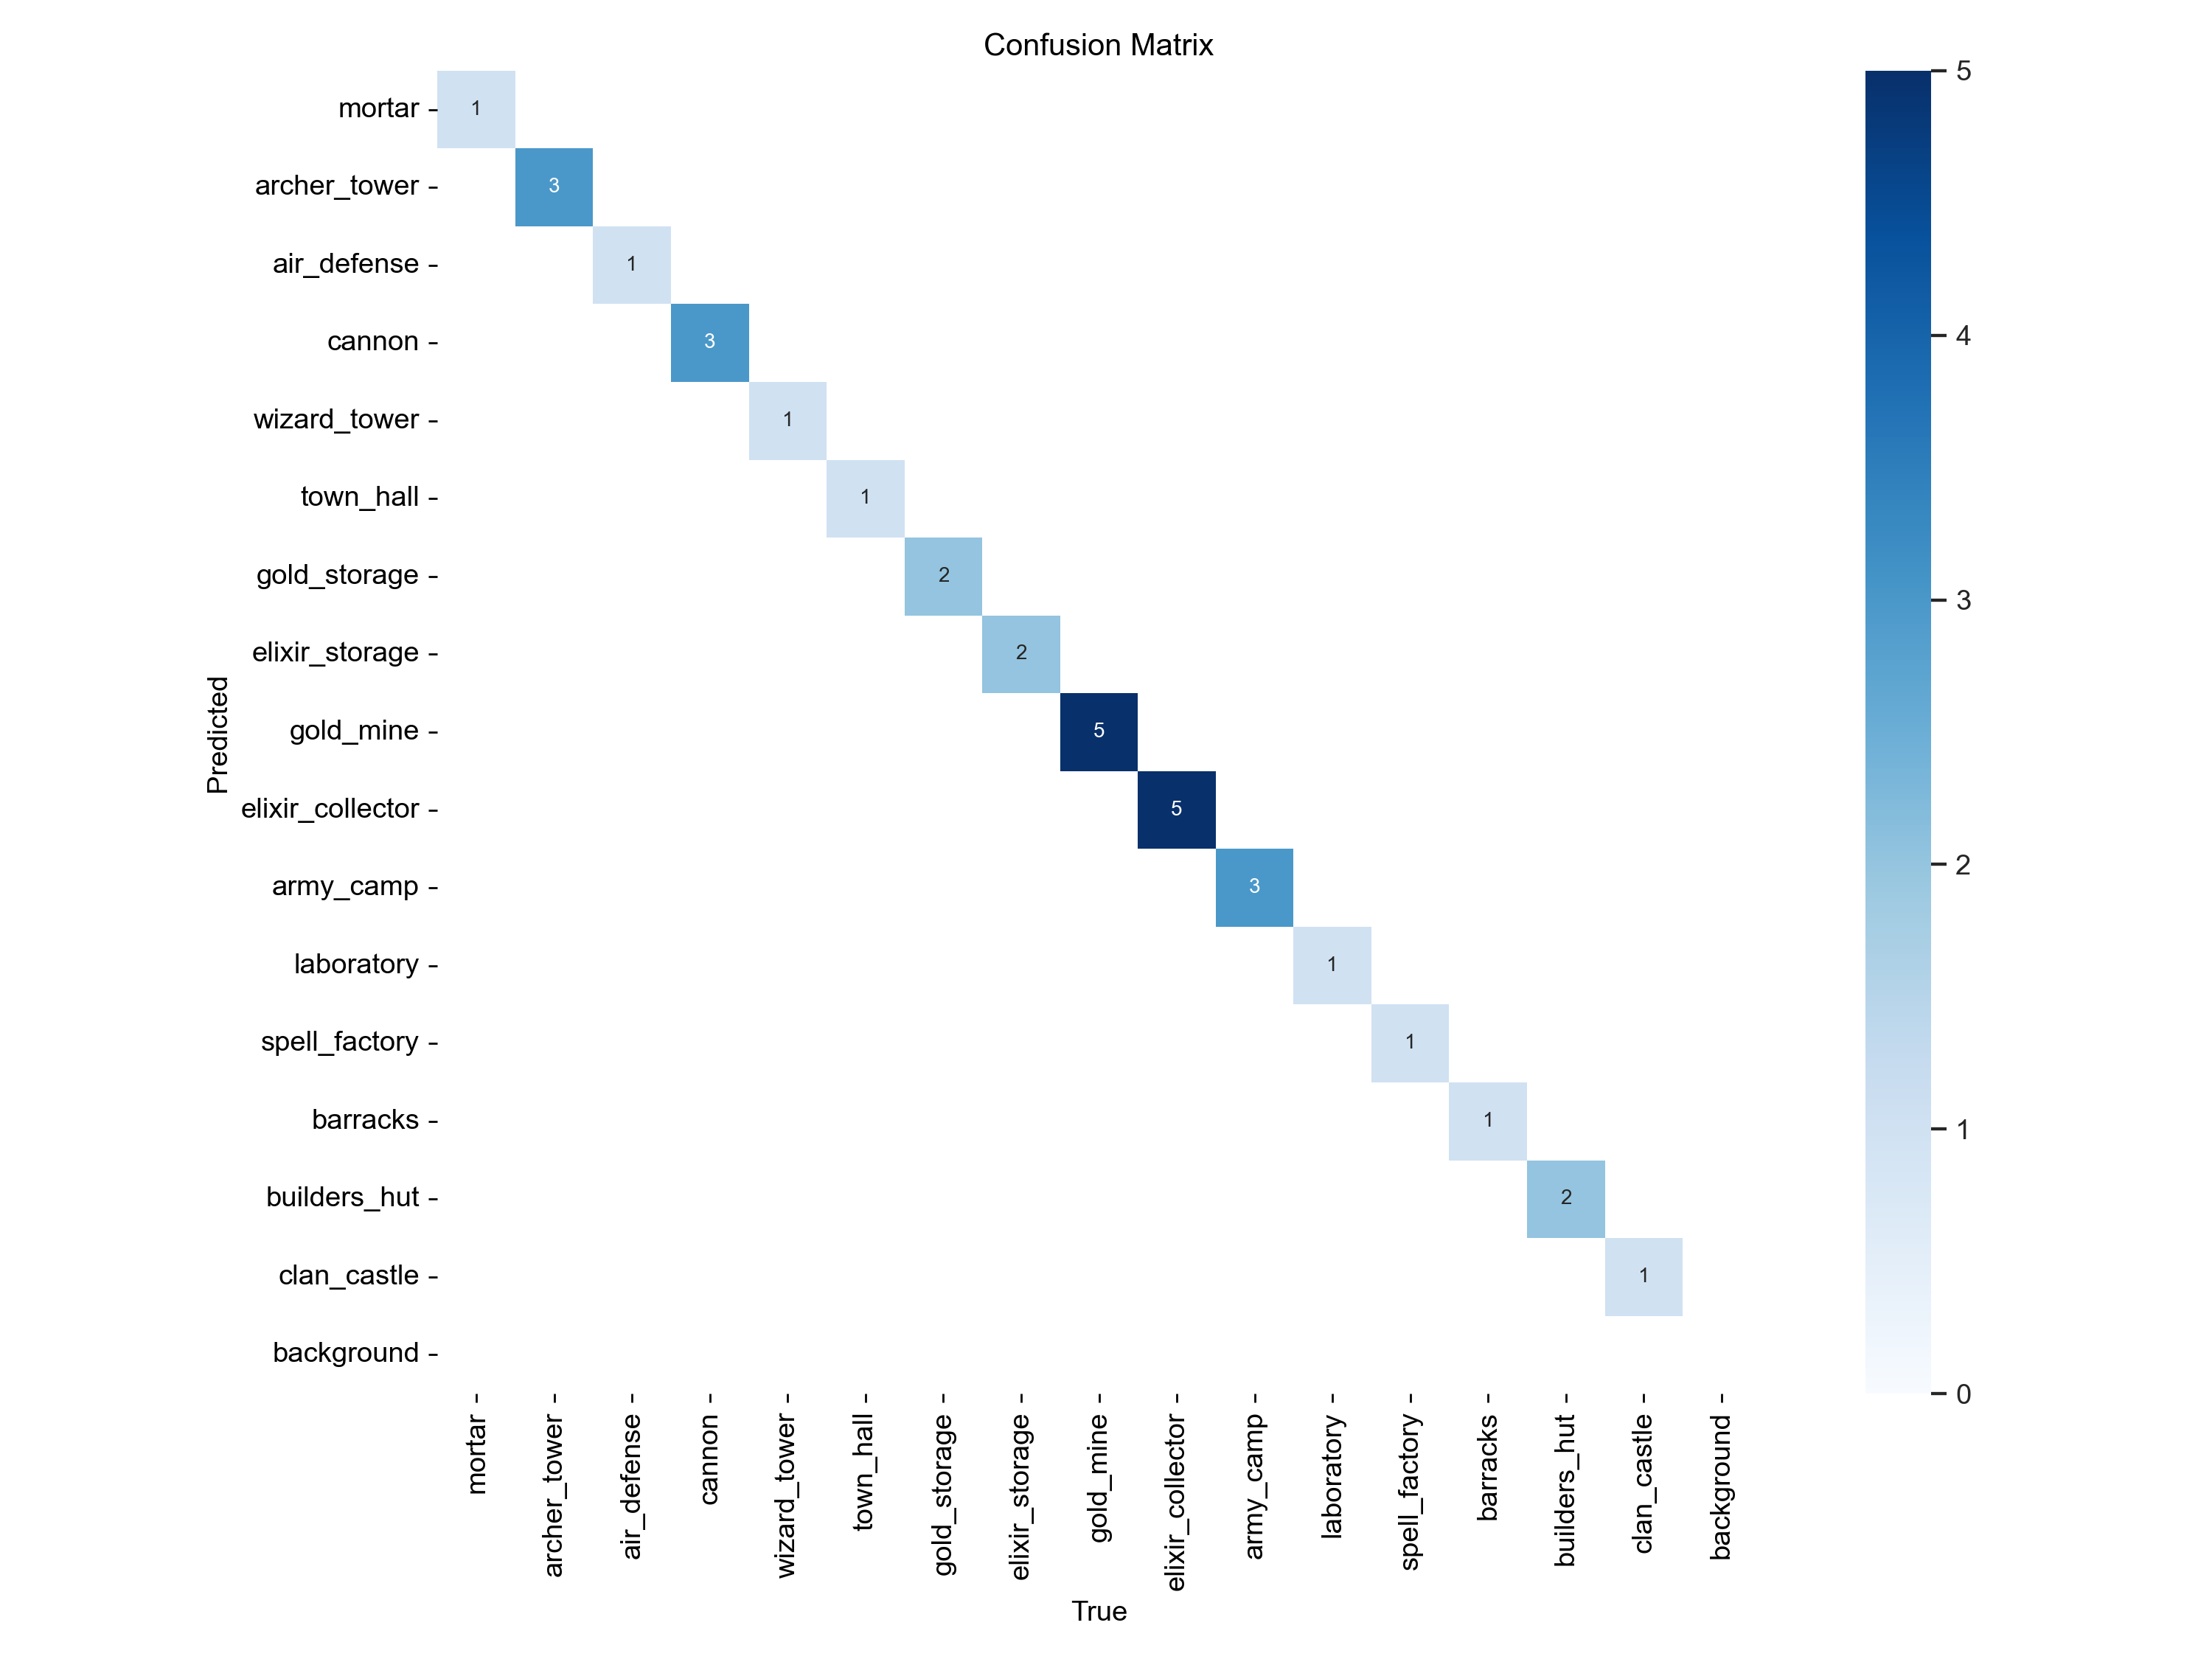 Confusion Matrix
Predicted
mortar
archer_tower
air_defense
cannon
wizard_tower
town_hall
gold_storage
elixir_storage
gold_mine
elixir_collector
army_camp
laboratory
spell_factory
barracks
builders_hut
clan_castle
background
1
3
1
3
1
1
2
2
5
5
3
1
1
1
2
1
mortar
archer_tower
air_defense
cannon
wizard_tower
town_hall
gold_storage
elixir_storage
gold_mine
elixir_collector
army_camp
laboratory
spell_factory
barracks
builders_hut
clan_castle
background
True
5
4
3
2
1
0